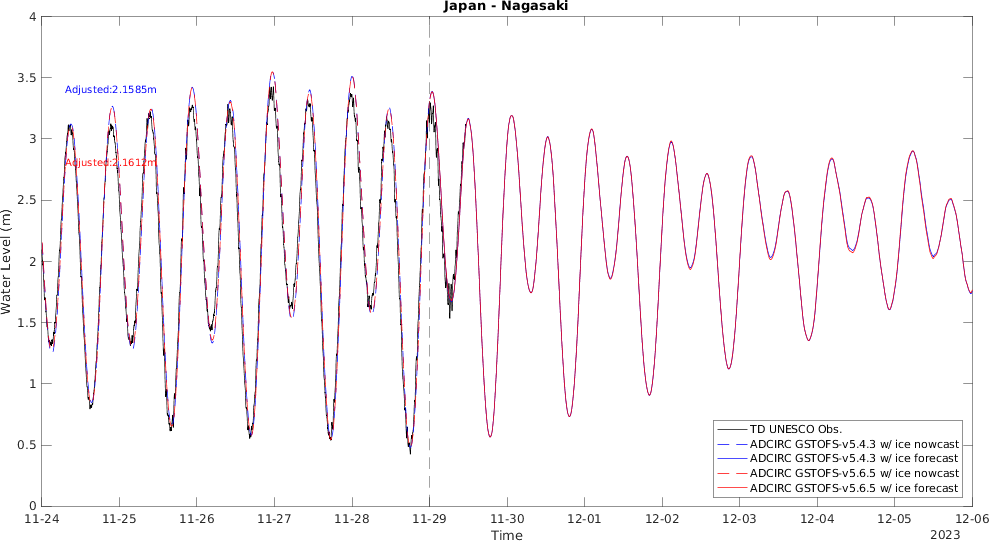 Japan - Nagasaki
4
3.5
3
2.5
2
1.5
1
0.5
0
Water Level (m)
Adjusted:2.1585m
Adjusted:2.1612m
TD UNESCO Obs.
ADCIRC GSTOFS-v5.4.3 w/ ice nowcast
ADCIRC GSTOFS-v5.4.3 w/ ice forecast
ADCIRC GSTOFS-v5.6.5 w/ ice nowcast
ADCIRC GSTOFS-v5.6.5 w/ ice forecast
11-24 11-25 11-26 11-27 11-28 11-29 11-30 12-01 12-02 12-03 12-04 12-05 12-06
Time
2023